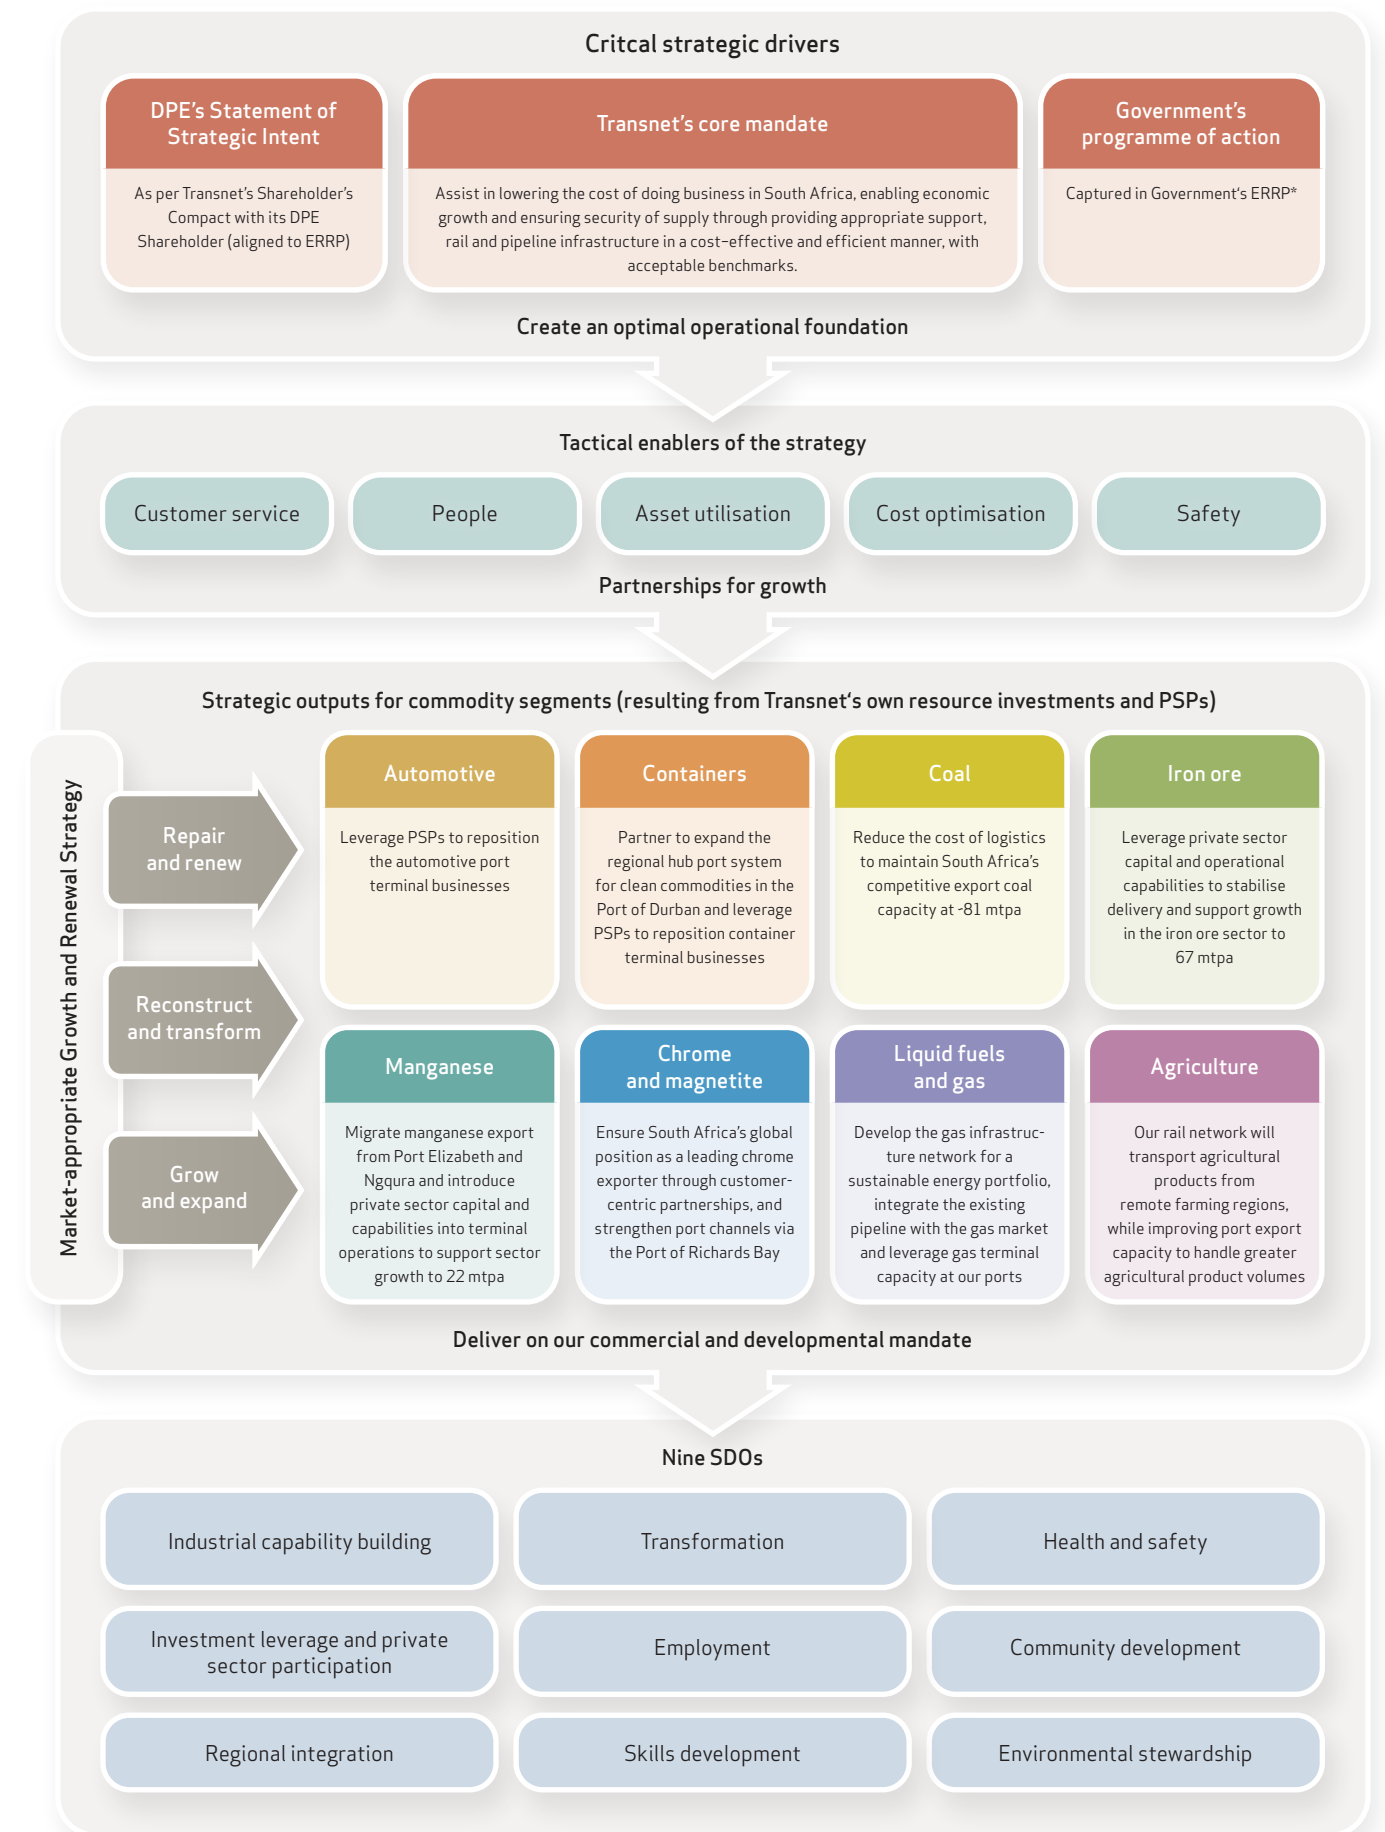 Critcal strategic drivers
DPE's Statement of
Strategic Intent
As per Transnet's Shareholder's
Compact with its DPE
Shareholder (aligned to ERRP)
Transnet's core mandate
Assist in lowering the cost of doing business in South Africa, enabling economic
growth and ensuring security of supply through providing appropriate support,
rail and pipeline infrastructure in a cost–effective and efficient manner, with
acceptable benchmarks.
Government's
programme of action
Captured in Government‘s ERRP*
Create an optimal operational foundation
Tactical enablers of the strategy
Customer service
People
Asset utilisation
Cost optimisation
Safety
Partnerships for growth
Strategic outputs for commodity segments (resulting from Transnet‘s own resource investments and PSPs)
Market-appropriate Growth and Renewal Strategy
Repair
and renew
Reconstruct
and transform
Grow
and expand
Automotive
Leverage PSPs to reposition
the automotive port
terminal businesses
Containers
Partner to expand the
regional hub port system
for clean commodities in the
Port of Durban and leverage
PSPs to reposition container
terminal businesses
Coal
Reduce the cost of logistics
to maintain South Africa's
competitive export coal
capacity at -81 mtpa
Iron ore
Leverage private sector
capital and operational
capabilities to stabilise
delivery and support growth
in the iron ore sector to
67 mtpa
Manganese
Migrate manganese export
from Port Elizabeth and
Ngqura and introduce
private sector capital and
capabilities into terminal
operations to support sector
growth to 22 mtpa
Chrome
and magnetite
Ensure South Africa's global
position as a leading chrome
exporter through customer-
centric partnerships, and
strengthen port channels via
the Port of Richards Bay
Liquid fuels
and gas
Develop the gas infrastruc-
ture network for a
sustainable energy portfolio,
integrate the existing
pipeline with the gas market
and leverage gas terminal
capacity at our ports
Agriculture
Our rail network will
transport agricultural
products from
remote farming regions,
while improving port export
capacity to handle greater
agricultural product volumes
Deliver on our commercial and developmental mandate
Nine SDOs
Industrial capability building
Transformation
Health and safety
Investment leverage and private
sector participation
Employment
Community development
Regional integration
Skills development
Environmental stewardship